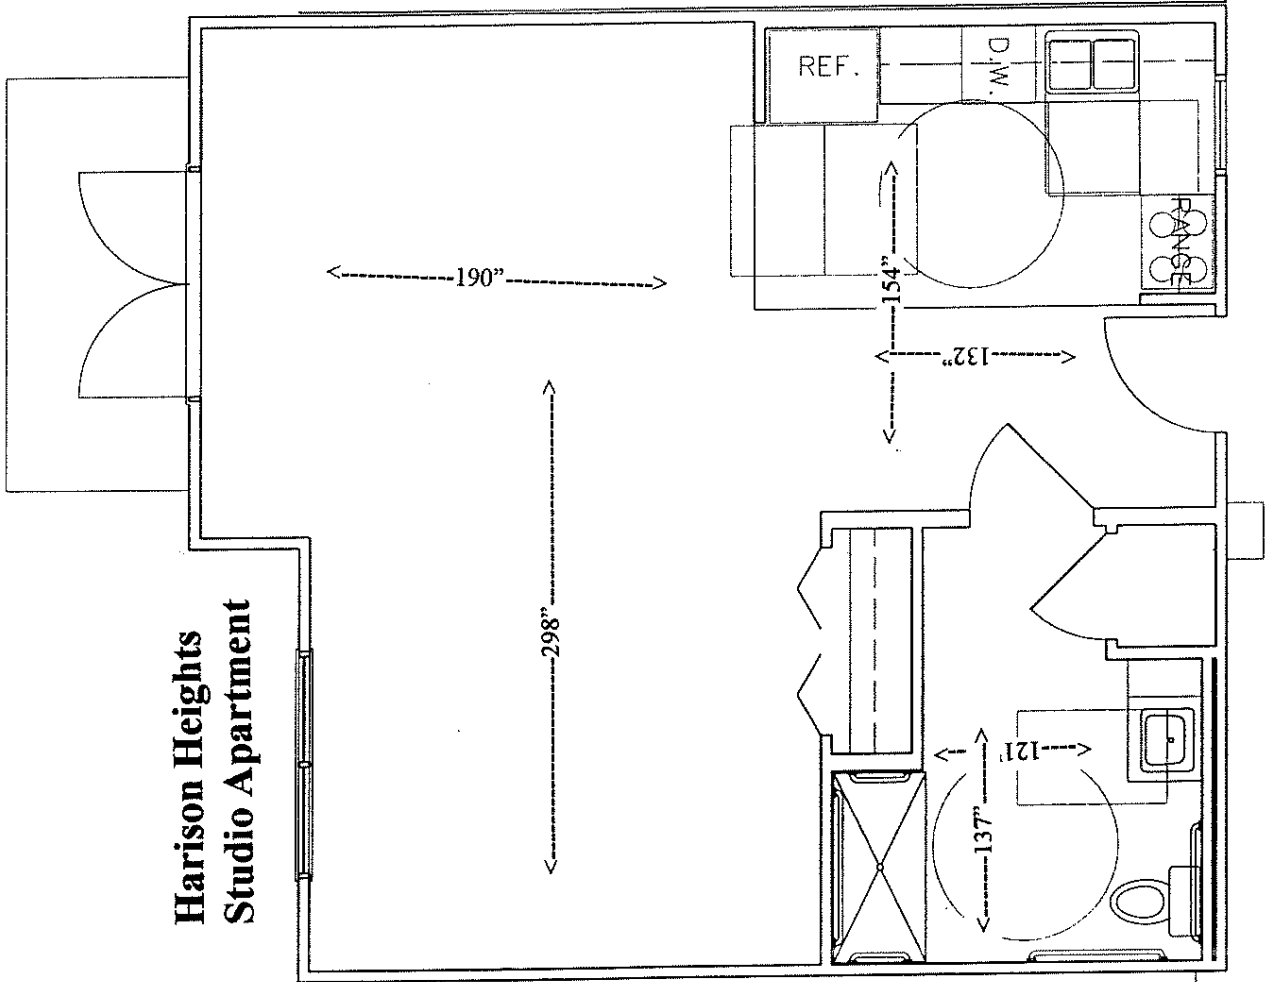 REF.
D.W.
RANGE
190”
154”
132”
298”
121'
137”
Harison Heights
Studio Apartment